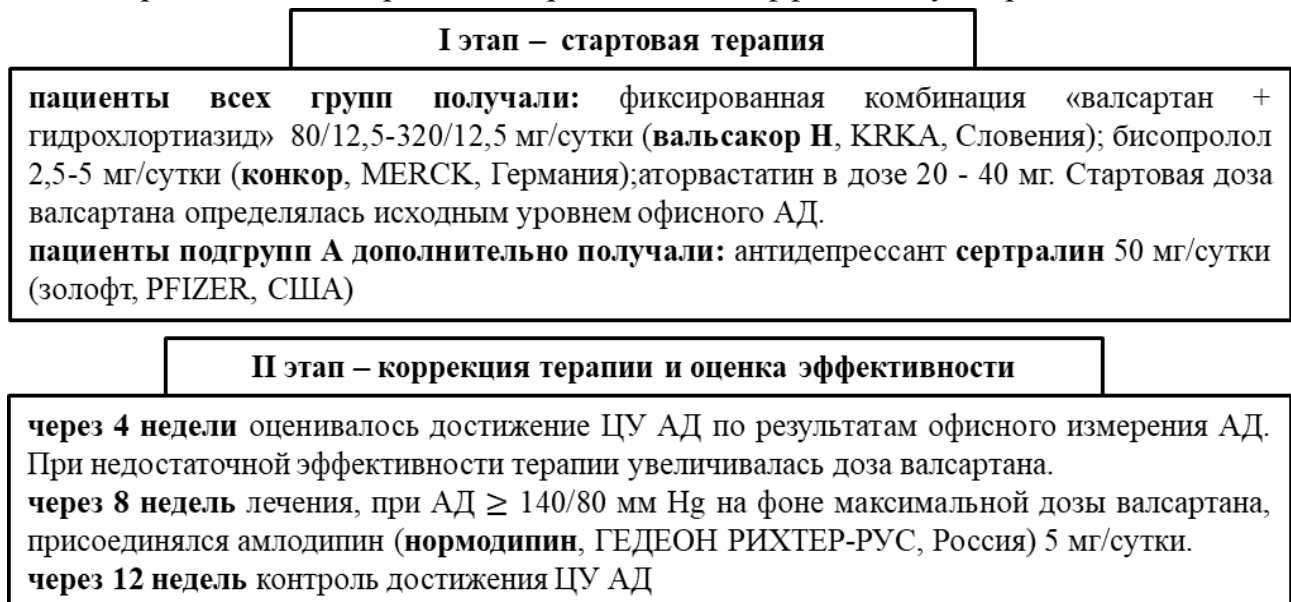 I этап – стартовая терапия
пациенты всех групп получали: фиксированная комбинация «валсартан +
гидрохлортиазид» 80/12,5-320/12,5 мг/сутки (вальсакор Н, KRKA, Словения); бисопролол
2,5-5 мг/сутки (конкор, MERCK, Германия);аторвастатин в дозе 20 - 40 мг. Стартовая доза
валсартана определялась исходным уровнем офисного АД.
пациенты подгрупп А дополнительно получали: антидепрессант сертралин 50 мг/сутки
(золофт, PFIZER, США)
II этап – коррекция терапии и оценка эффективности
через 4 недели оценивалось достижение ЦУ АД по результатам офисного измерения АД.
При недостаточной эффективности терапии увеличивалась доза валсартана.
через 8 недель лечения, при АД ≥ 140/80 мм Hg на фоне максимальной дозы валсартана,
присоединялся амлодипин (нормодипин, ГЕДЕОН РИХТЕР-РУС, Россия) 5 мг/сутки.
через 12 недель контроль достижения ЦУ АД